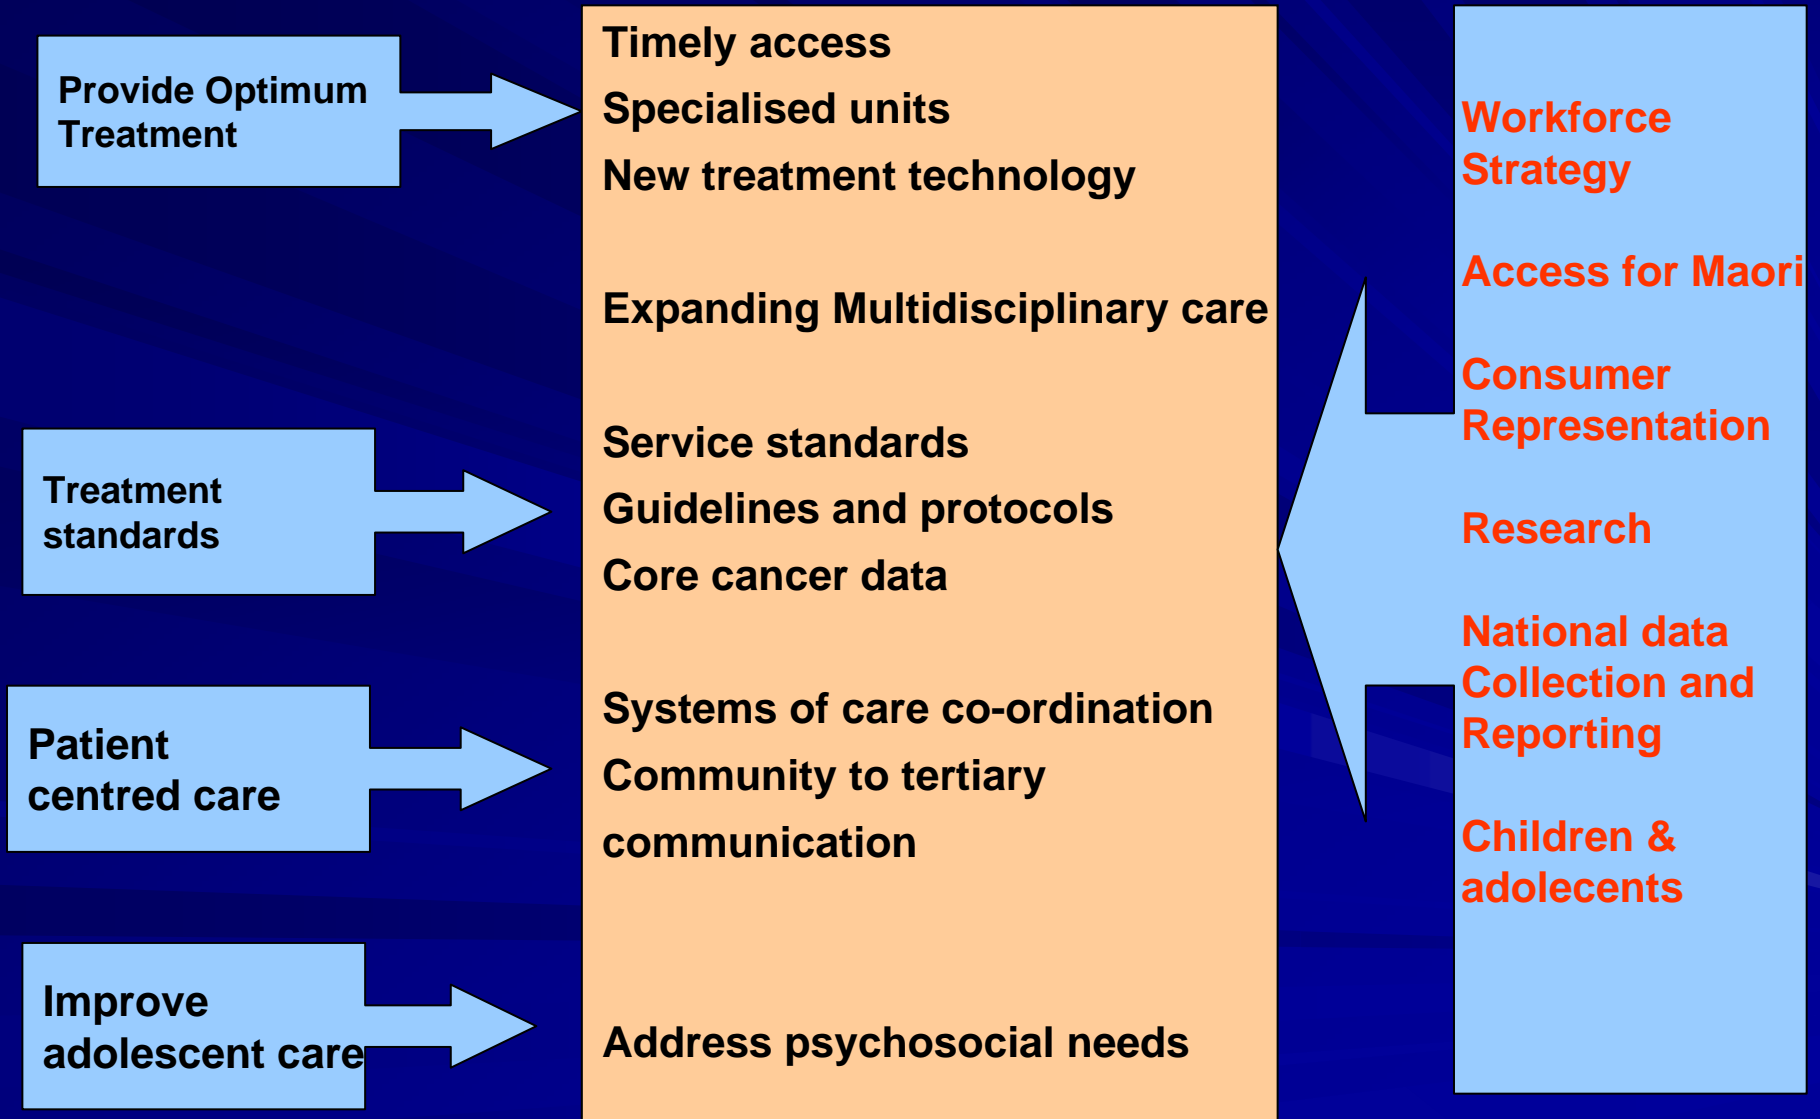 Provide Optimum
Treatment
Treatment
standards
Patient
centred care
Improve
adolescent care
Timely access
Specialised units
New treatment technology
Expanding Multidisciplinary care
Service standards
Guidelines and protocols
Core cancer data
Systems of care co-ordination
Community to tertiary
communication
Address psychosocial needs
Workforce
Strategy
Access for Maori
Consumer
Representation
Research
National data
Collection and
Reporting
Children &
adolecents